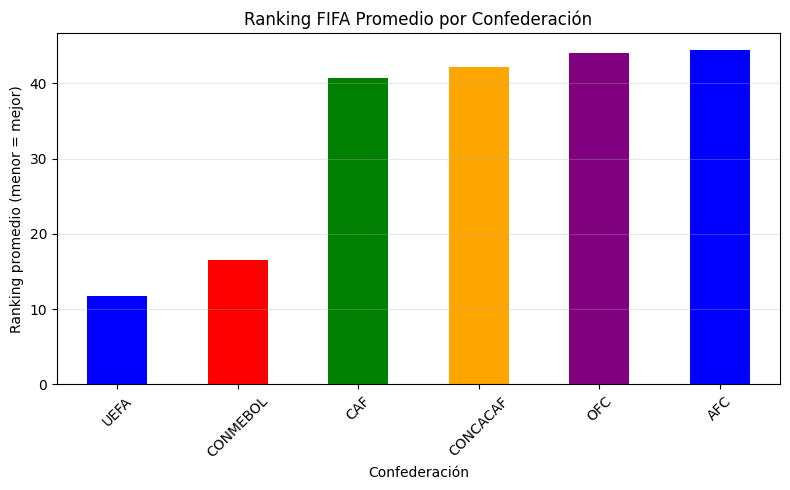 Ranking FIFA Promedio por Confederación
Ranking promedio (menor = mejor)
40
30
20
10
0
UEFA
CONMEBOL
CAF
CONCACAF
OFC
AFC
Confederación